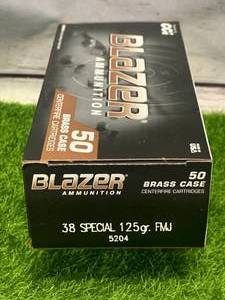 CCI
BLAZER
AMMUNITION
50
BRASS CASE
CENTERFIRE CARTRIDGES
BLAZER
AMMUNITION
50
BRASS CASE
CENTERFIRE CARTRIDGES
38 SPECIAL 125gr. FMJ
5204